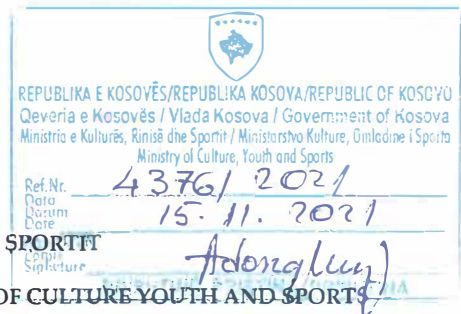 REPUBLIKA E KOSOVËS/REPUBLIKA KOSOVA/REPUBLIC OF KOSOVO
Qeveria e Kosovës / Vlada Kosova / Government of Kosova
Ministria e Kulturës, Rinisë dhe Sportit / Ministarstvo Kulture, Omladine i Sporta
Ministry of Culture, Youth and Sports
Ref.Nr. 4376/ 2021
Data
Datum
Date 15. 11. 2021
SPORTIT
OF CULTURE YOUTH AND SPORTS